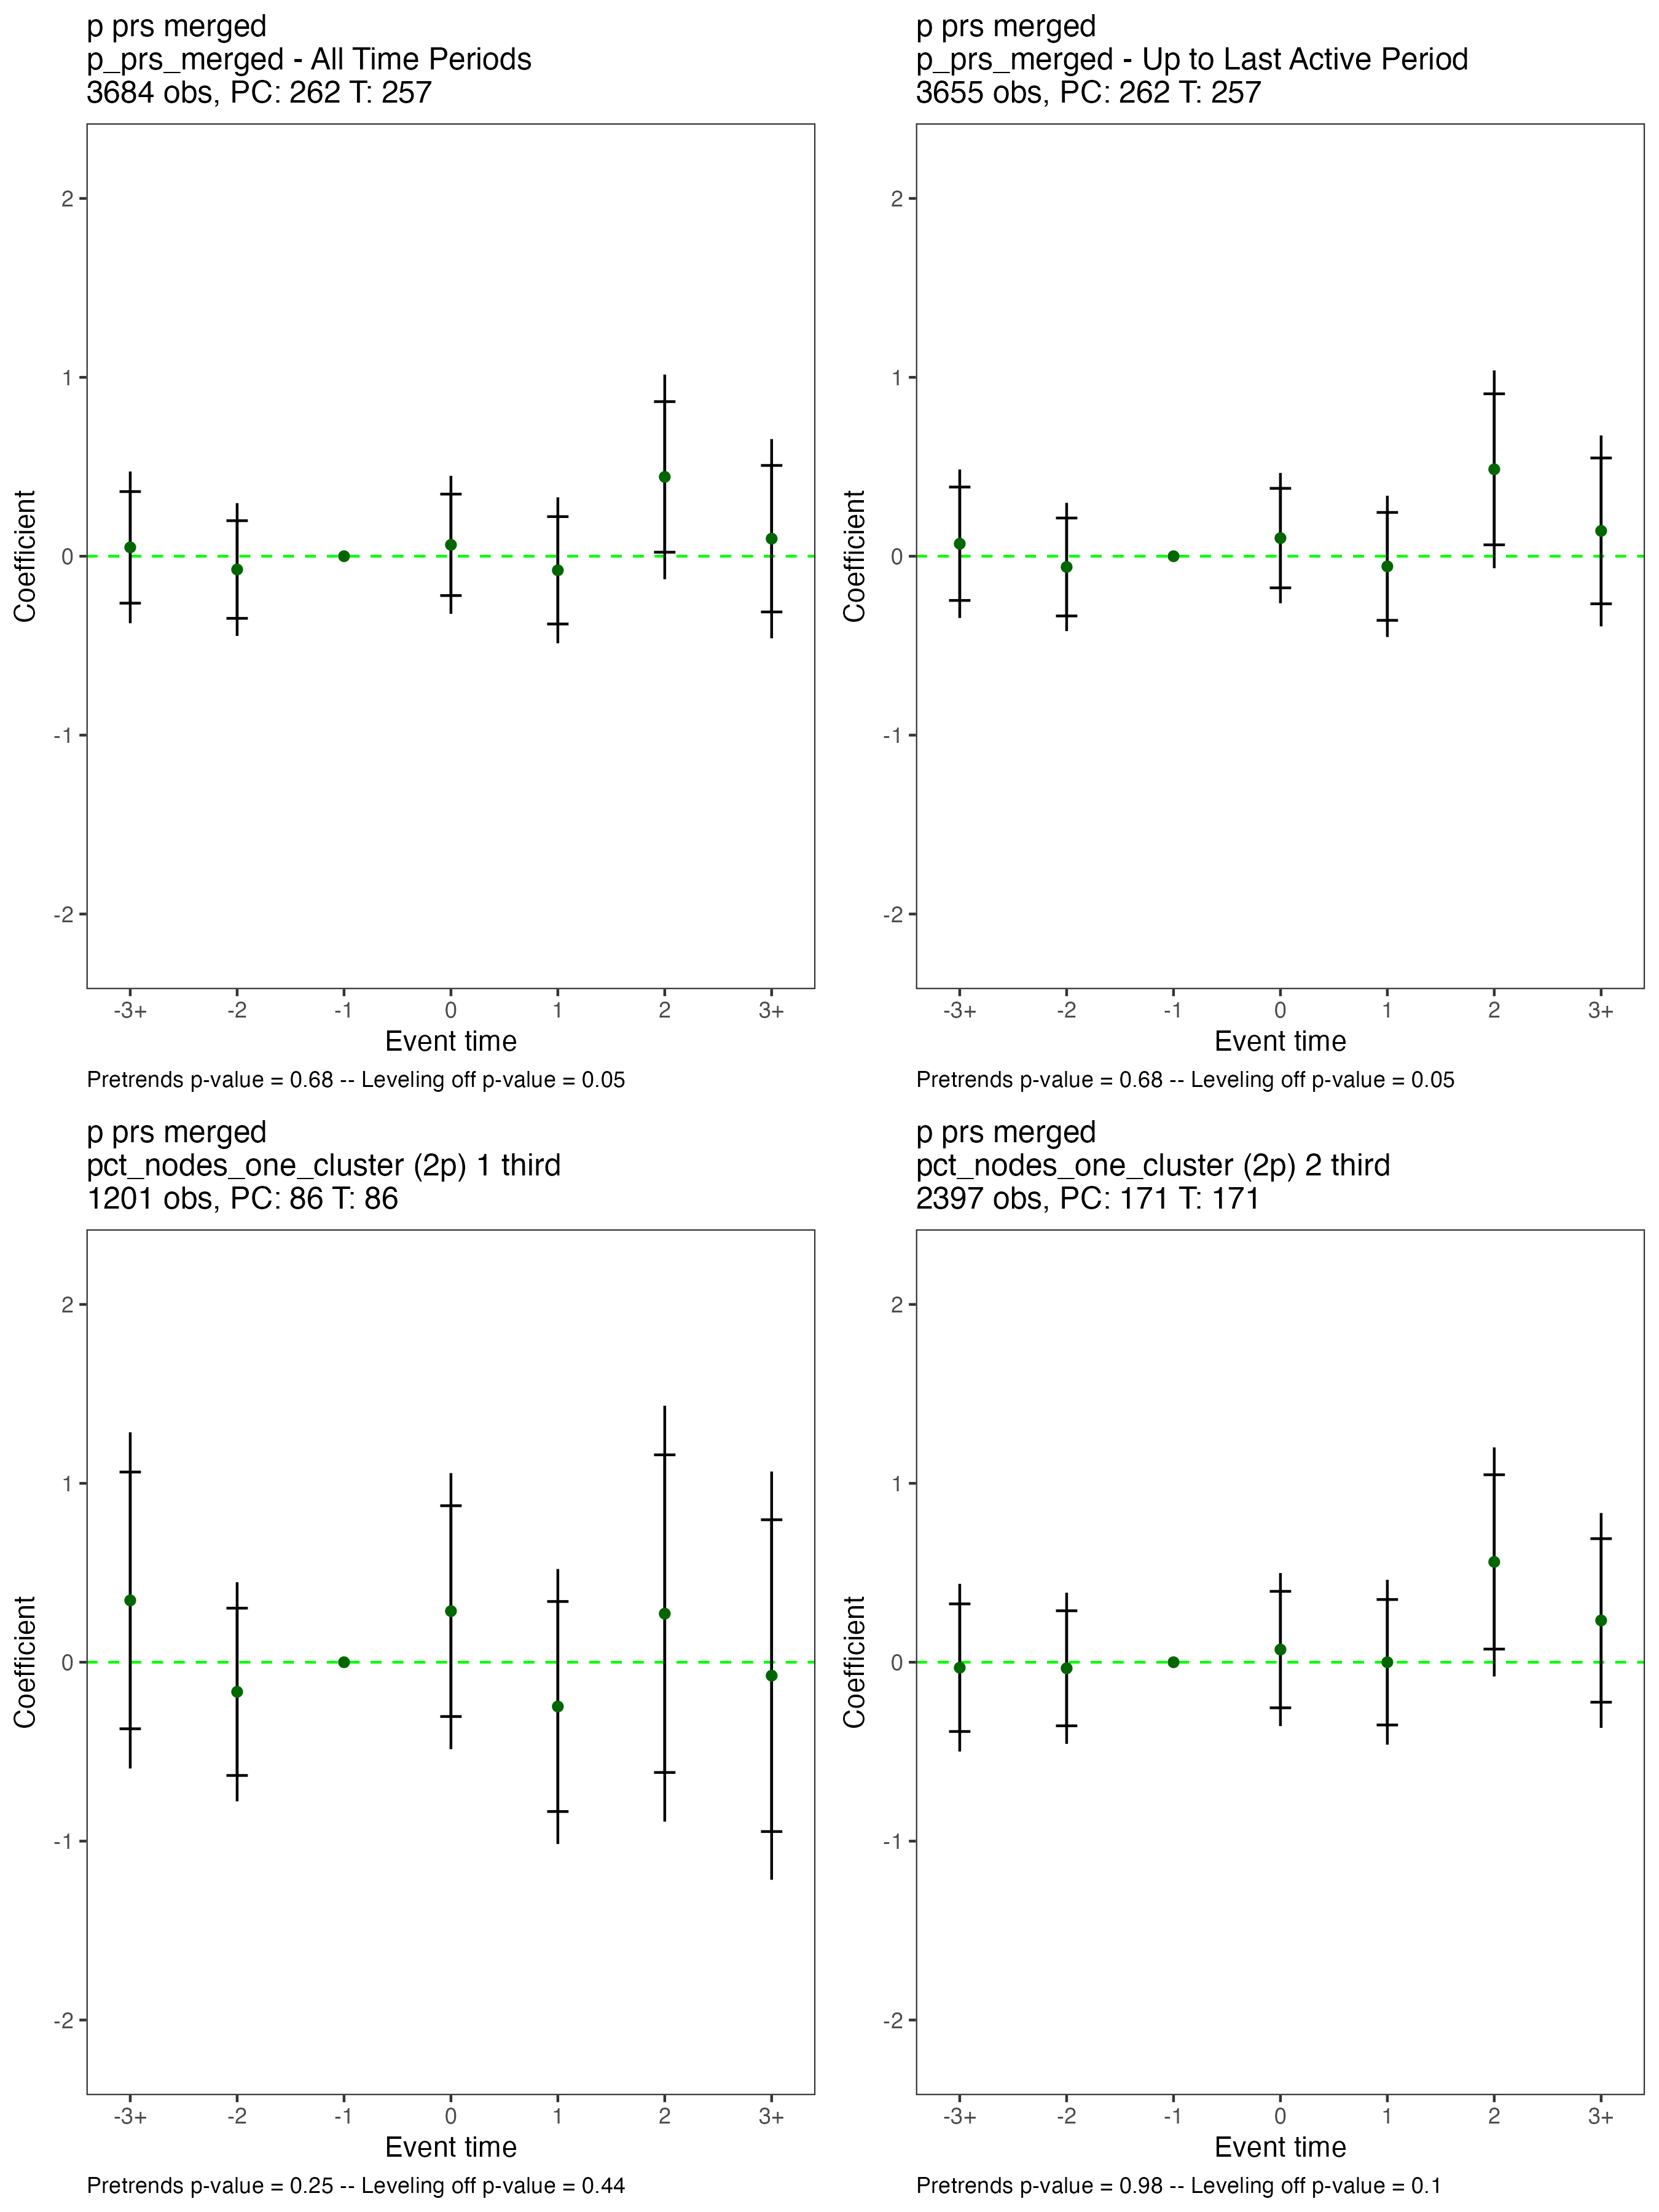 p prs merged
p_prs_merged - All Time Periods
3684 obs, PC: 262 T: 257
2
1
0
-1
-2
Coefficient
-3+ -2 -1 0 1 2 3+
Event time
Pretrends p-value = 0.68 -- Leveling off p-value = 0.05
p prs merged
p_prs_merged - Up to Last Active Period
3655 obs, PC: 262 T: 257
2
1
0
-1
-2
Coefficient
-3+ -2 -1 0 1 2 3+
Event time
Pretrends p-value = 0.68 -- Leveling off p-value = 0.05
p prs merged
pct_nodes_one_cluster (2p) 1 third
1201 obs, PC: 86 T: 86
2
1
0
-1
-2
Coefficient
-3+ -2 -1 0 1 2 3+
Event time
Pretrends p-value = 0.25 -- Leveling off p-value = 0.44
p prs merged
pct_nodes_one_cluster (2p) 2 third
2397 obs, PC: 171 T: 171
2
1
0
-1
-2
Coefficient
-3+ -2 -1 0 1 2 3+
Event time
Pretrends p-value = 0.98 -- Leveling off p-value = 0.1